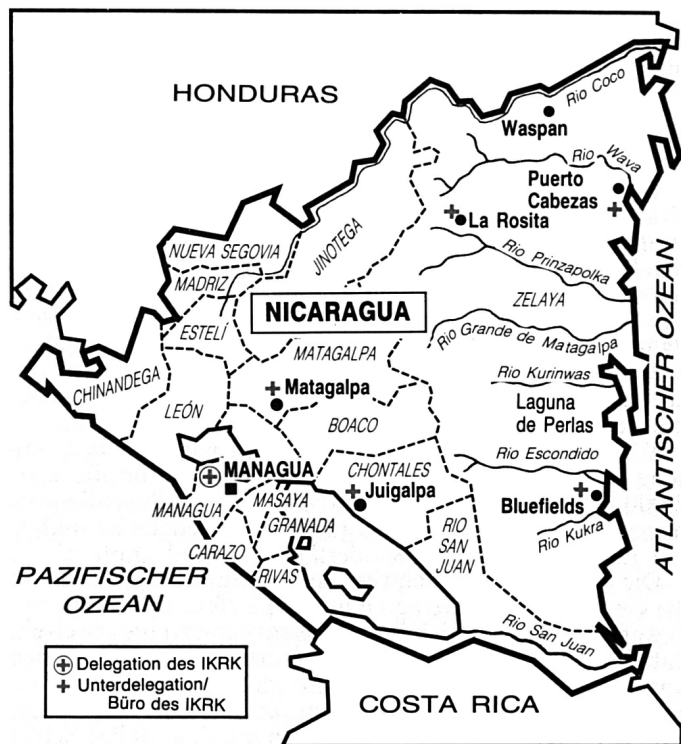 HONDURAS
Rio Coco
Waspan
Rio Wava
Puerto
Cabezas
La Rosita
NUEVA SEGOVIA
JINOTEGA
MADRIZ
Rio Prinzapolka
NICARAGUA
ZELAYA
ESTELÍ
Rio Grande de Matagalpa
MATAGALPA
CHINANDEGA
Rio Kurinwas
Matagalpa
LEÓN
Laguna
de Perlas
BOACO
ATLANTISCHER OZEAN
Rio Escondido
MANAGUA
CHONTALES
MASAYA
Juigalpa
Bluefields
MANAGUA
GRANADA
RIO
SAN
JUAN
Rio Kukra
CARAZO
RIVAS
PAZIFISCHER
OZEAN
Rio San Juan
Delegation des IKRK
Unterdelegation/
Büro des IKRK
COSTA RICA